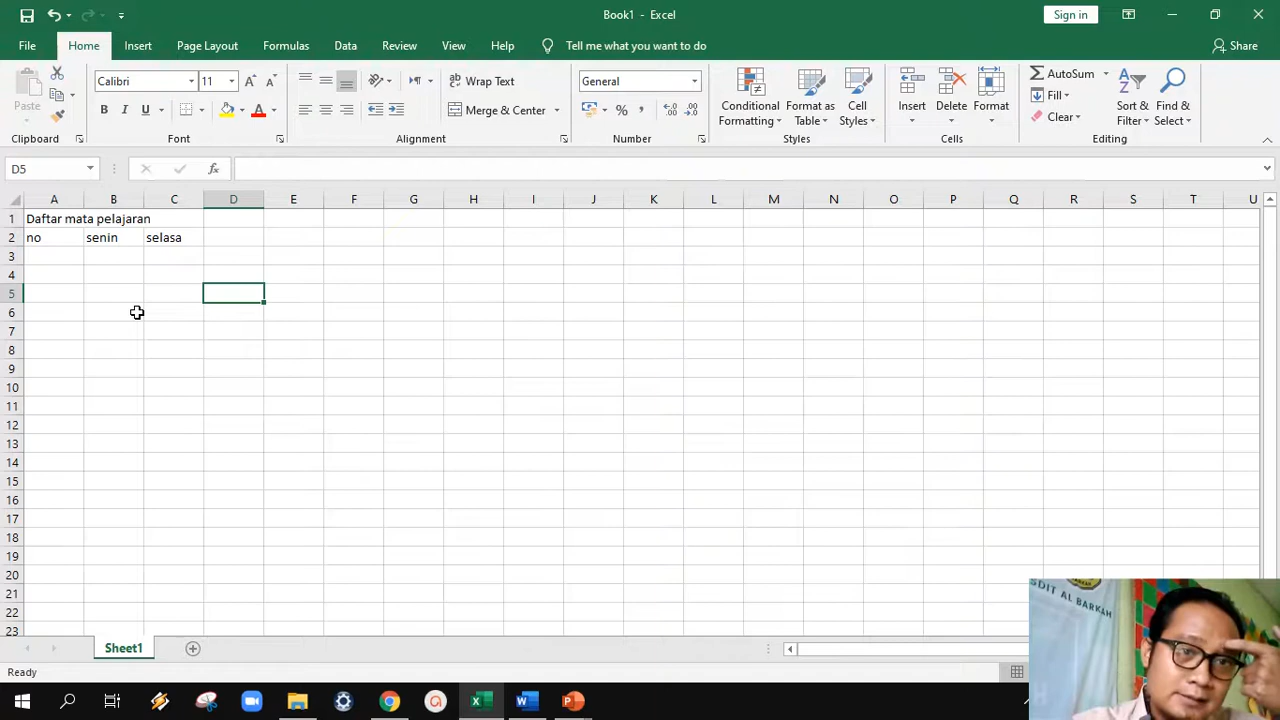 Book1 - Excel
Sign in
File Home Insert Page Layout Formulas Data Review View Help Tell me what you want to do Share
Paste
Calibri 11
B I U
Wrap Text
Merge & Center
General
Conditional Formatting
Format as Table
Cell Styles
Insert Delete Format
AutoSum
Fill
Clear
Sort & Filter
Find & Select
Clipboard Font Alignment Number Styles Cells Editing
D5 fx
A B C D E F G H I J K L M N O P Q R S T U
1 Daftar mata pelajaran
2 no senin selasa
3
4
5
6
7
8
9
10
11
12
13
14
15
16
17
18
19
20
21
22
23
Sheet1
Ready
SDIT AL BARKAH